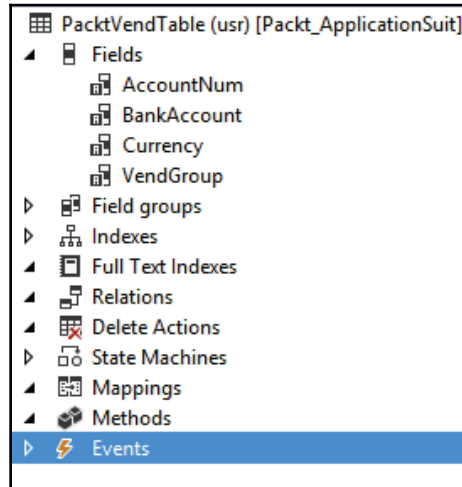 PacktVendTable (usr) [Packt_ApplicationSuit]
Fields
AccountNum
BankAccount
Currency
VendGroup
Field groups
Indexes
Full Text Indexes
Relations
Delete Actions
State Machines
Mappings
Methods
Events